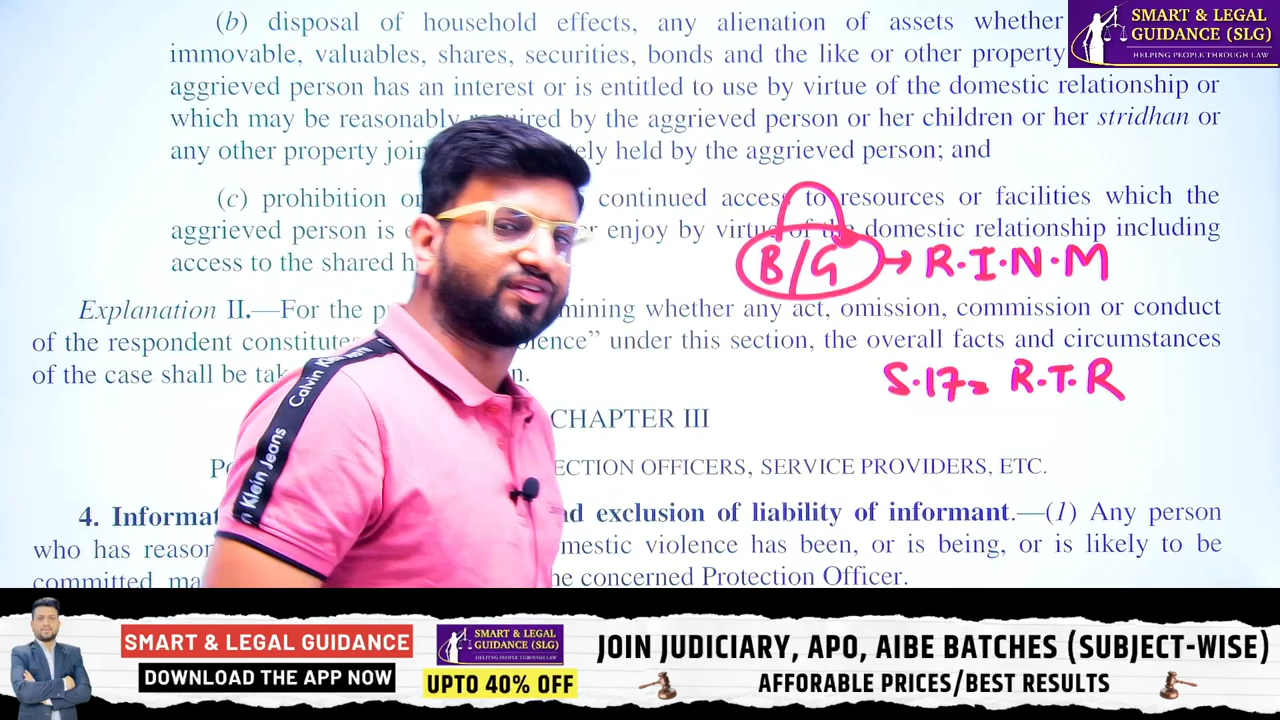 (b) disposal of household effects, any alienation of assets whether
immovable, valuables, shares, securities, bonds and the like or other property
aggrieved person has an interest or is entitled to use by virtue of the domestic relationship or
which may be reasonably required by the aggrieved person or her children or her stridhan or
any other property held by the aggrieved person; and
(c) prohibition continued access to resources or facilities which the
aggrieved person is enjoy by virtue of the domestic relationship including
access to the shared
B/G → R.I.N.M
Explanation II.—For the whether any act, omission, commission or conduct
of the respondent under this section, the overall facts and circumstances
of the case shall be
S.17= R.T.R
CHAPTER III
OFFICERS, SERVICE PROVIDERS, ETC.
4. and exclusion of liability of informant.—(1) Any person
who has violence has been, or is being, or is likely to be
committed concerned Protection Officer.
SMART & LEGAL
GUIDANCE (SLG)
HELPING PEOPLE THROUGH LAW
Calvin Klein Jeans
SMART & LEGAL GUIDANCE
DOWNLOAD THE APP NOW
SMART & LEGAL
GUIDANCE (SLG)
HELPING PEOPLE THROUGH LAW
UPTO 40% OFF
JOIN JUDICIARY, APO, AIBE BATCHES (SUBJECT-WISE)
AFFORABLE PRICES/BEST RESULTS